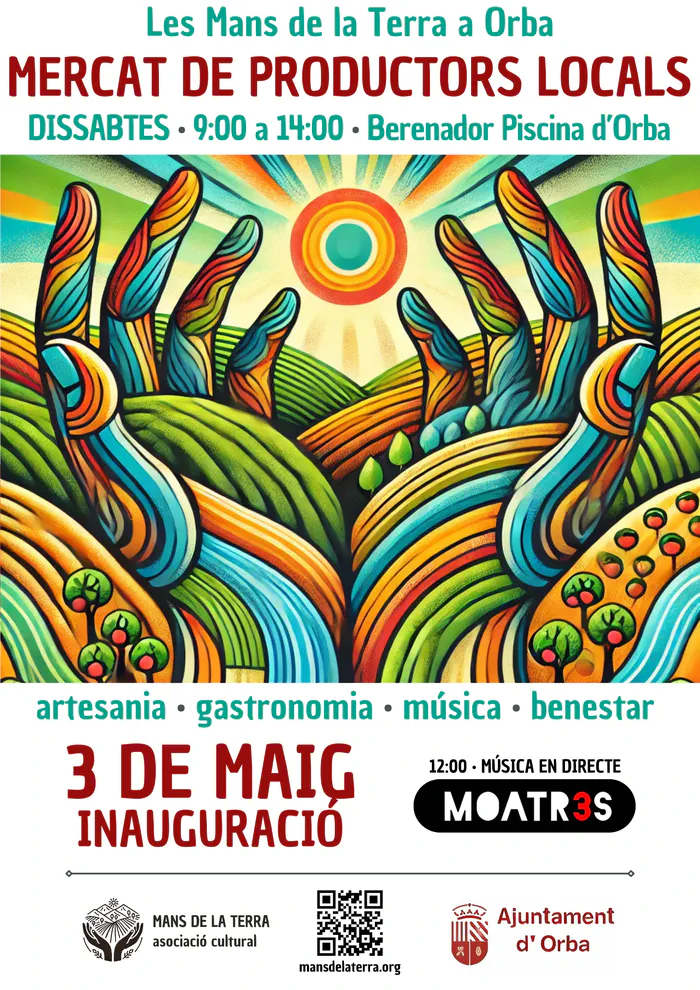 Les Mans de la Terra a Orba
MERCAT DE PRODUCTORS LOCALS
DISSABTES • 9:00 a 14:00 • Berenador Piscina d'Orba
artesania • gastronomia • música • benestar
3 DE MAIG
INAUGURACIÓ
12:00 • MÚSICA EN DIRECTE
MOATR3S
MANS DE LA TERRA
asociació cultural
mansdelaterra.org
Ajuntament
d' Orba